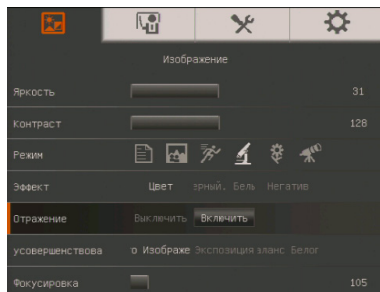 Изображение
Яркость 31
Контраст 128
Режим
Эффект Цвет ерный. Бель Негатив
Отражение Выключить Включить
усовершенствова о Изображе Экспозиция эланс Белог
Фокусировка 105